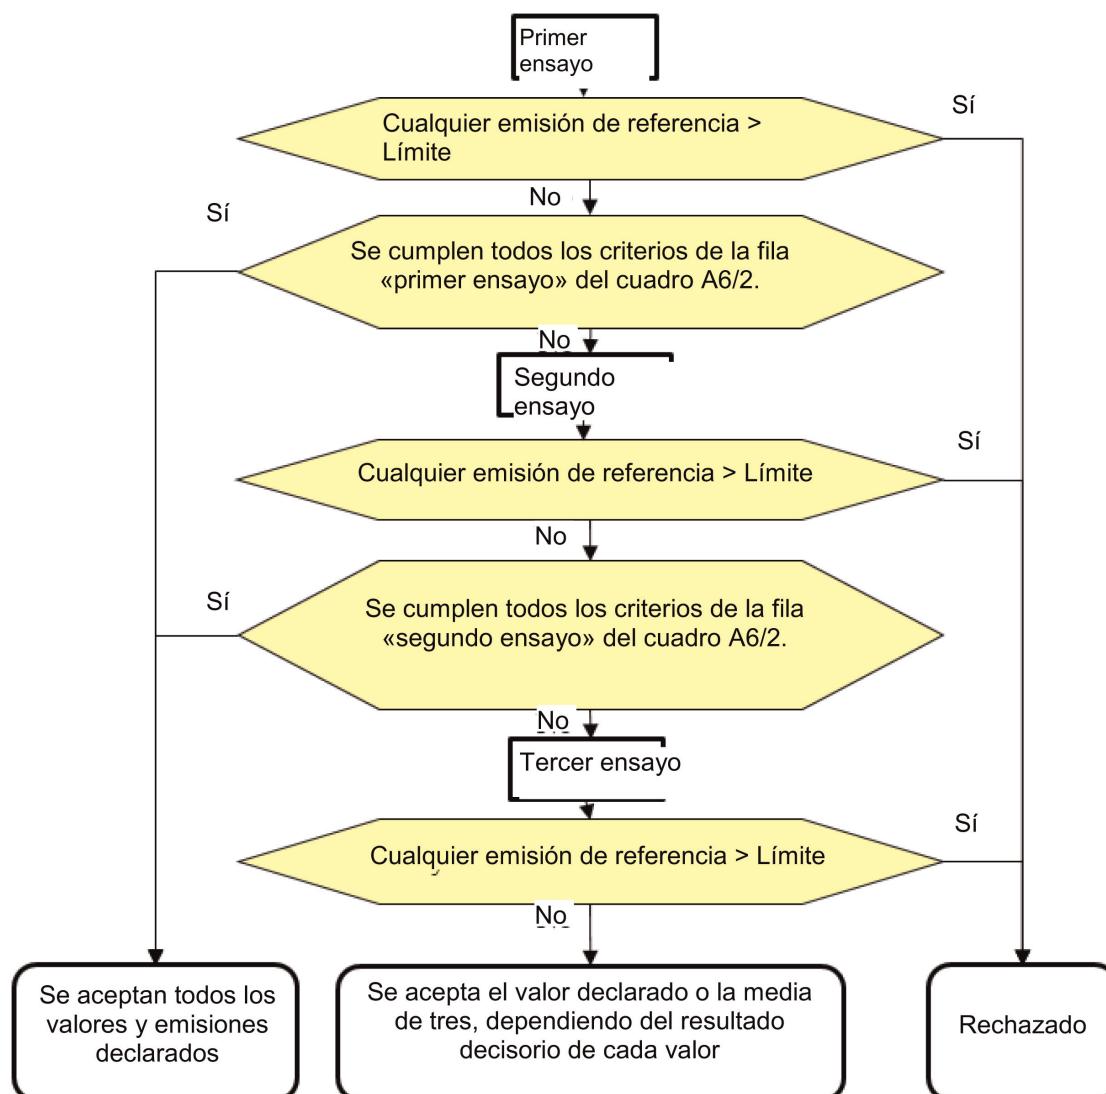 Primer
ensayo
Sí
Cualquier emisión de referencia >
Límite
No
Sí
Se cumplen todos los criterios de la fila
«primer ensayo» del cuadro A6/2.
No
Segundo
ensayo
Sí
Cualquier emisión de referencia > Límite
No
Sí
Se cumplen todos los criterios de la fila
«segundo ensayo» del cuadro A6/2.
No
Tercer ensayo
Sí
Cualquier emisión de referencia > Límite
No
Se aceptan todos los
valores y emisiones
declarados
Se acepta el valor declarado o la media
de tres, dependiendo del resultado
decisorio de cada valor
Rechazado